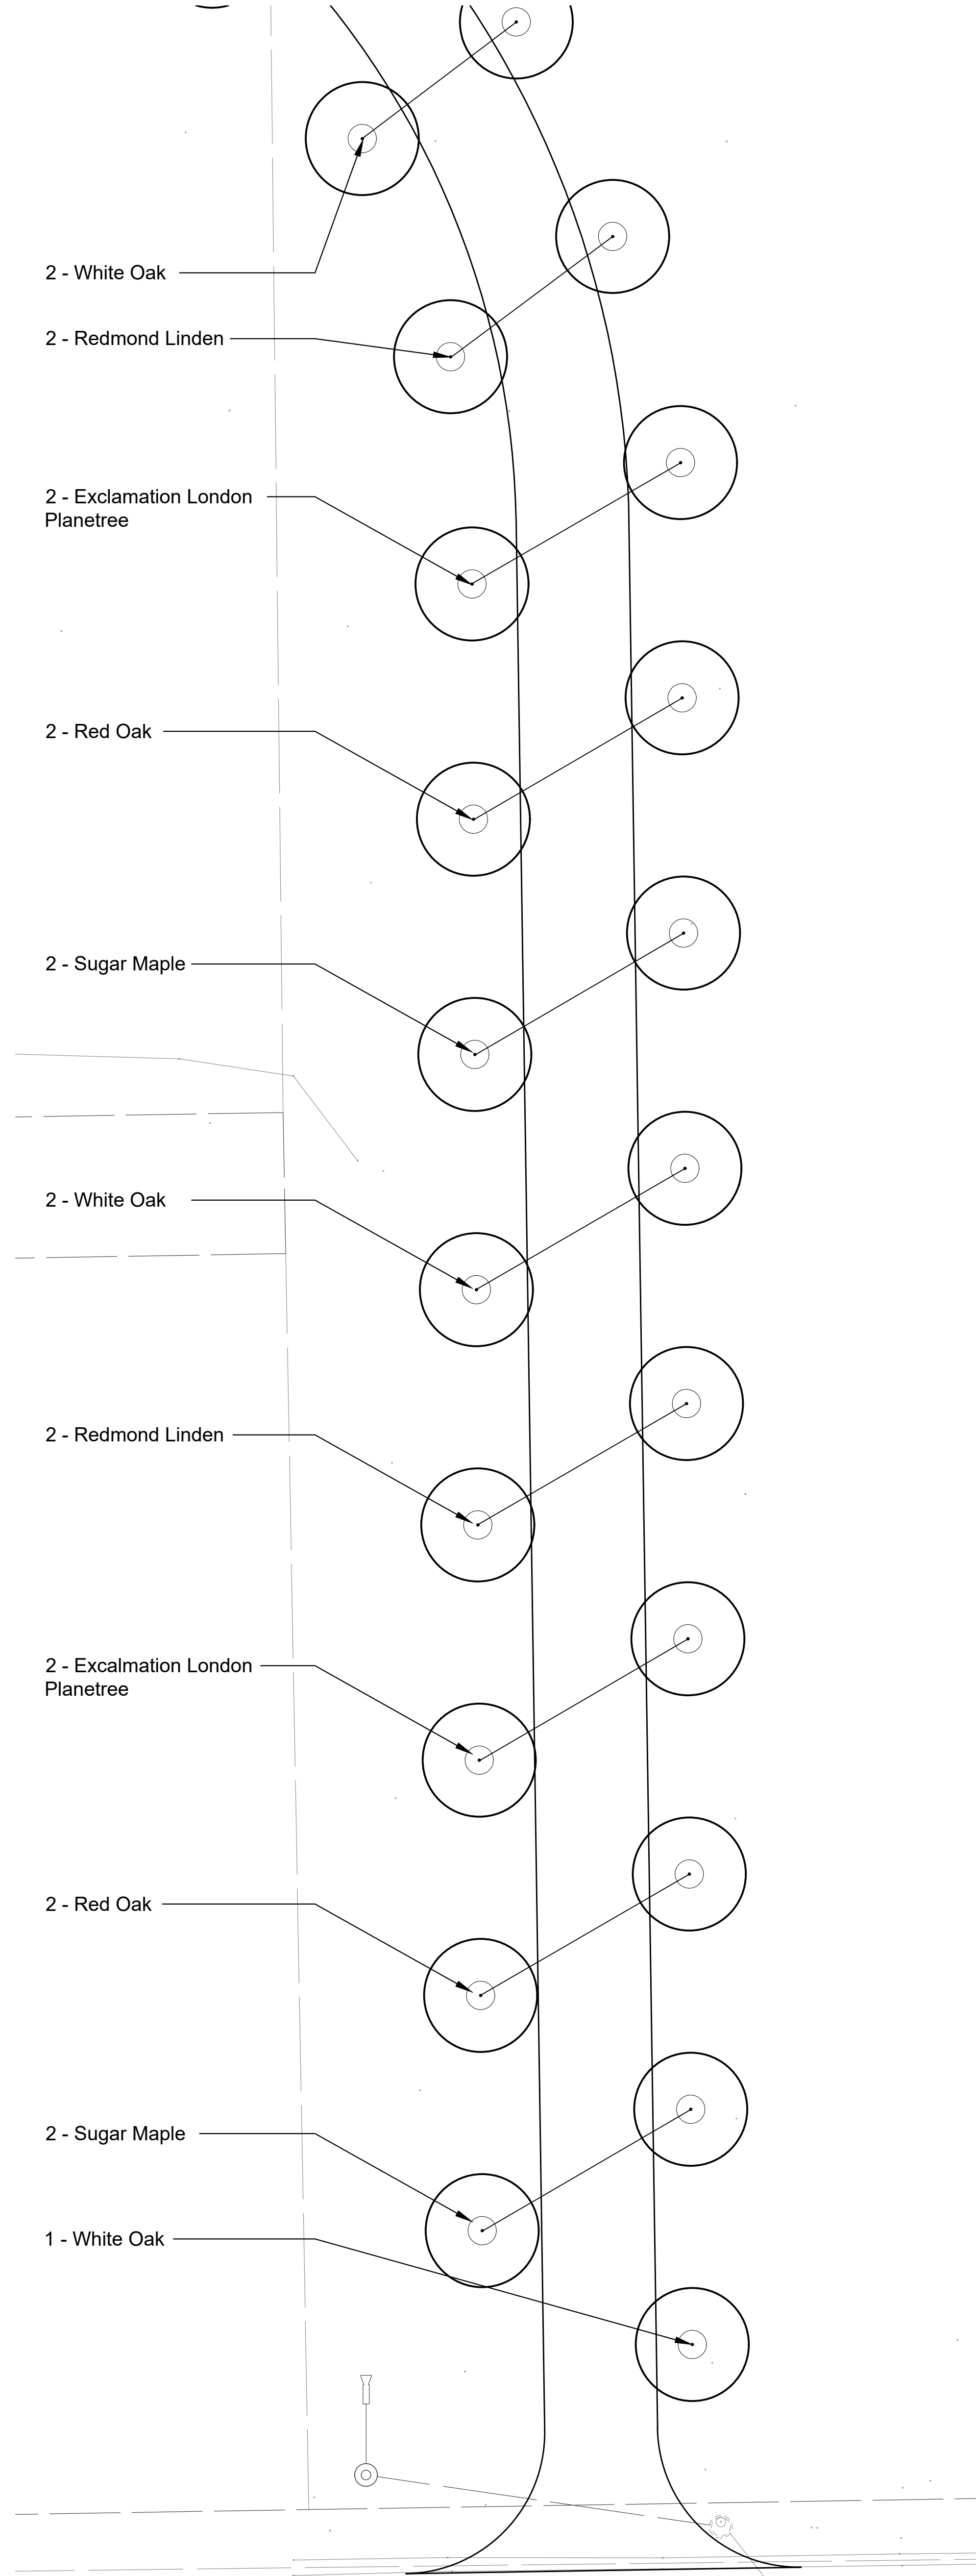 2 - White Oak
2 - Redmond Linden
2 - Exclamation London
Planetree
2 - Red Oak
2 - Sugar Maple
2 - White Oak
2 - Redmond Linden
2 - Excalmation London
Planetree
2 - Red Oak
2 - Sugar Maple
1 - White Oak